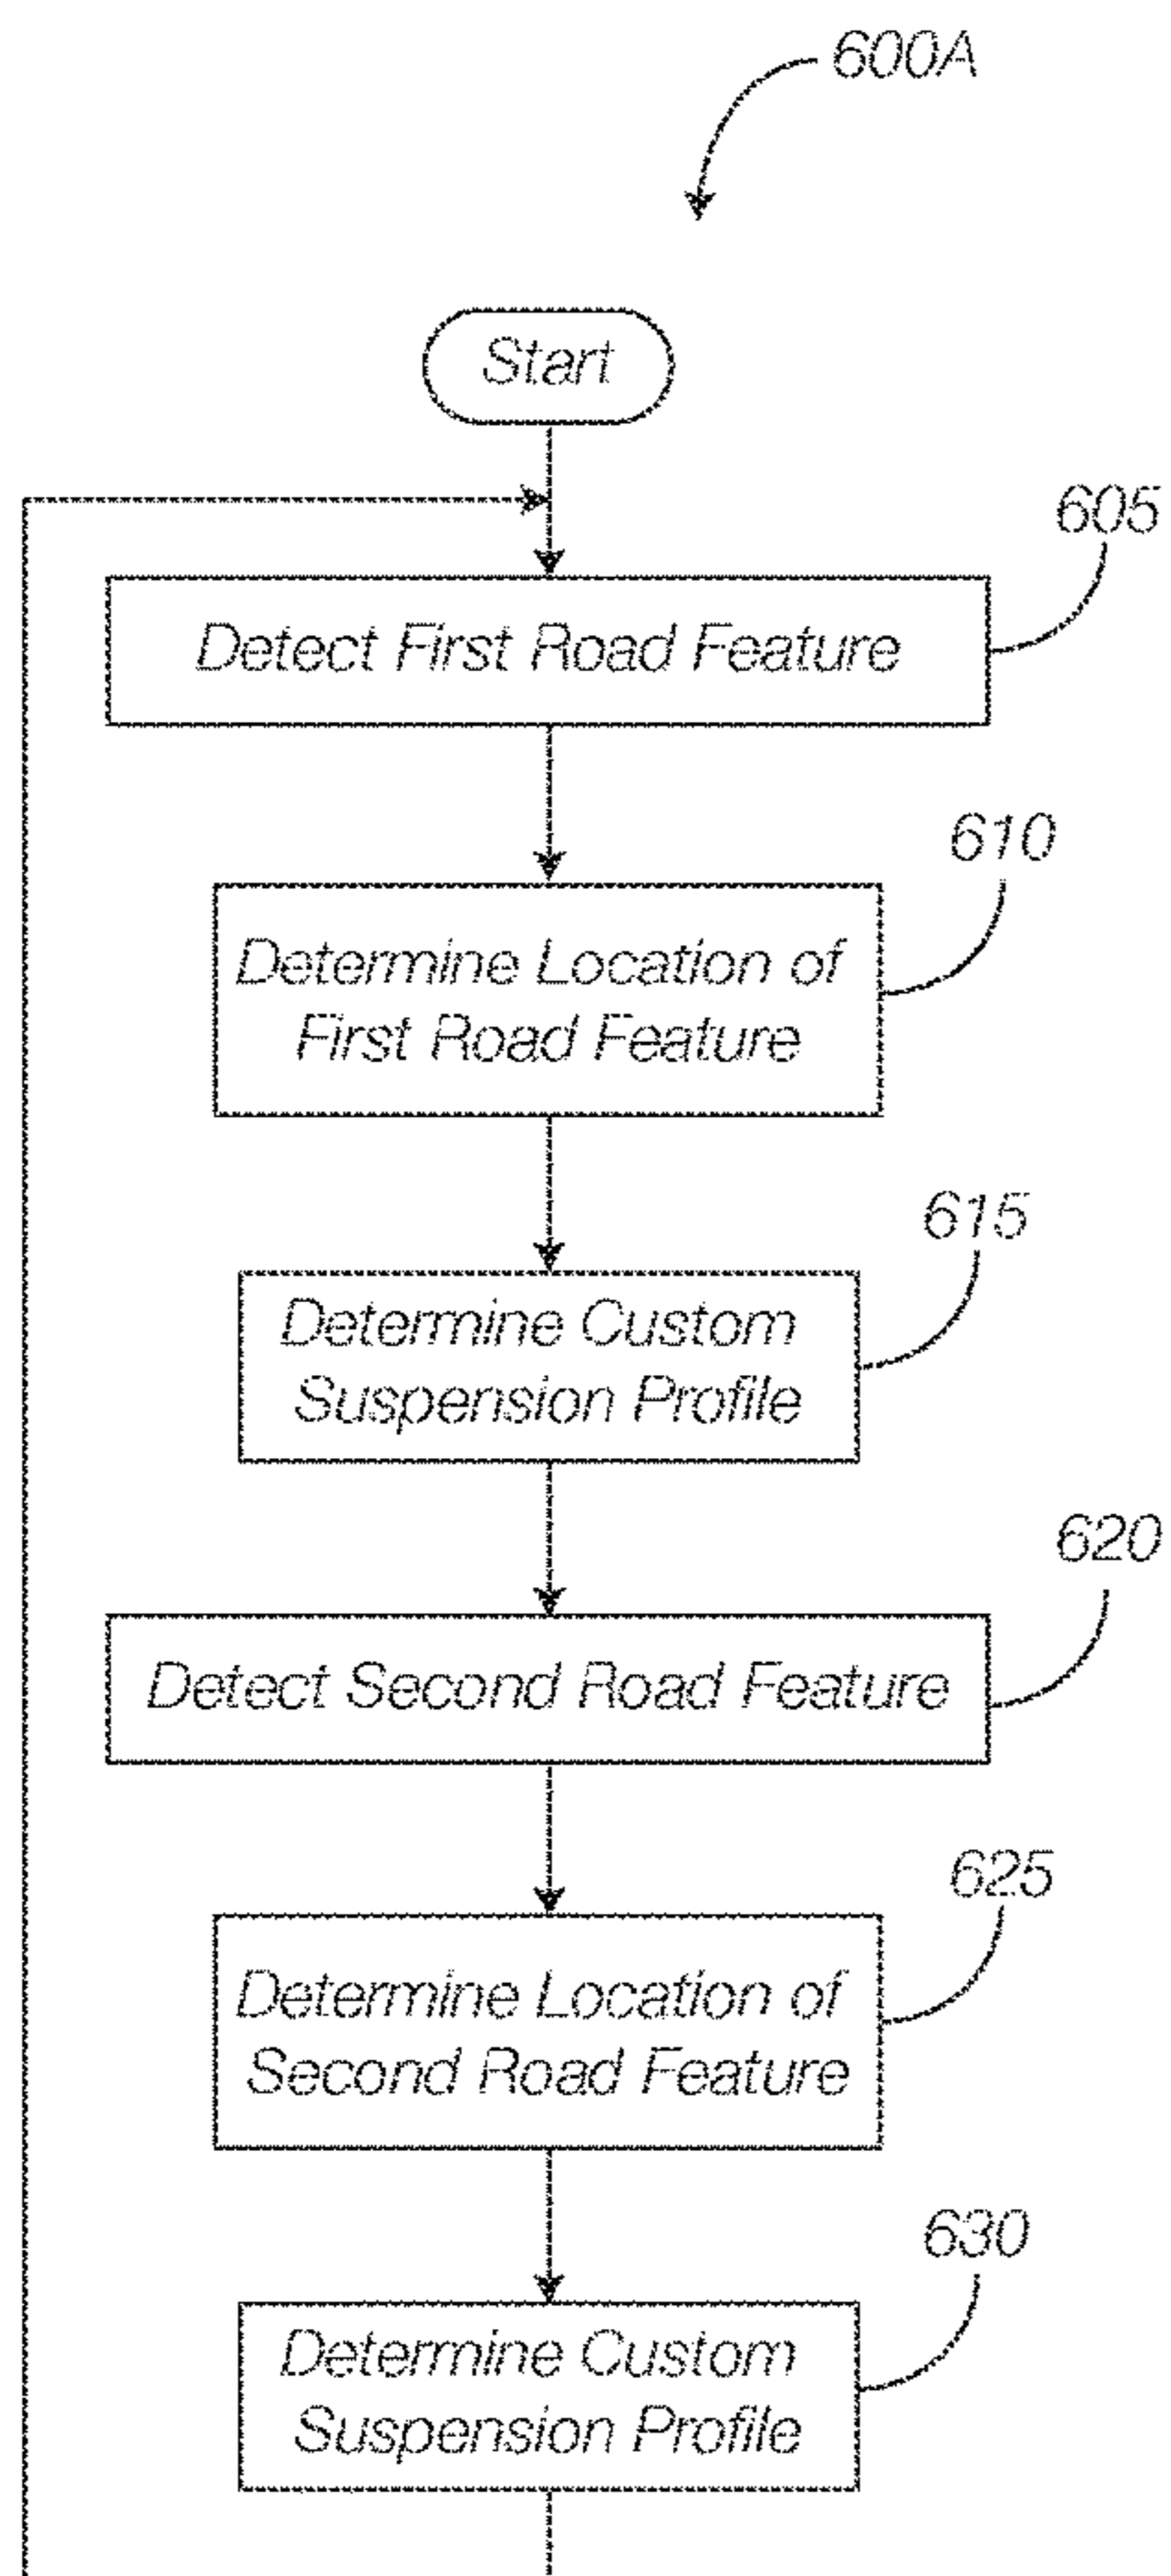 600A
Start
605
Detect First Road Feature
610
Determine Location of
First Road Feature
615
Determine Custom
Suspension Profile
620
Detect Second Road Feature
625
Determine Location of
Second Road Feature
630
Determine Custom
Suspension Profile